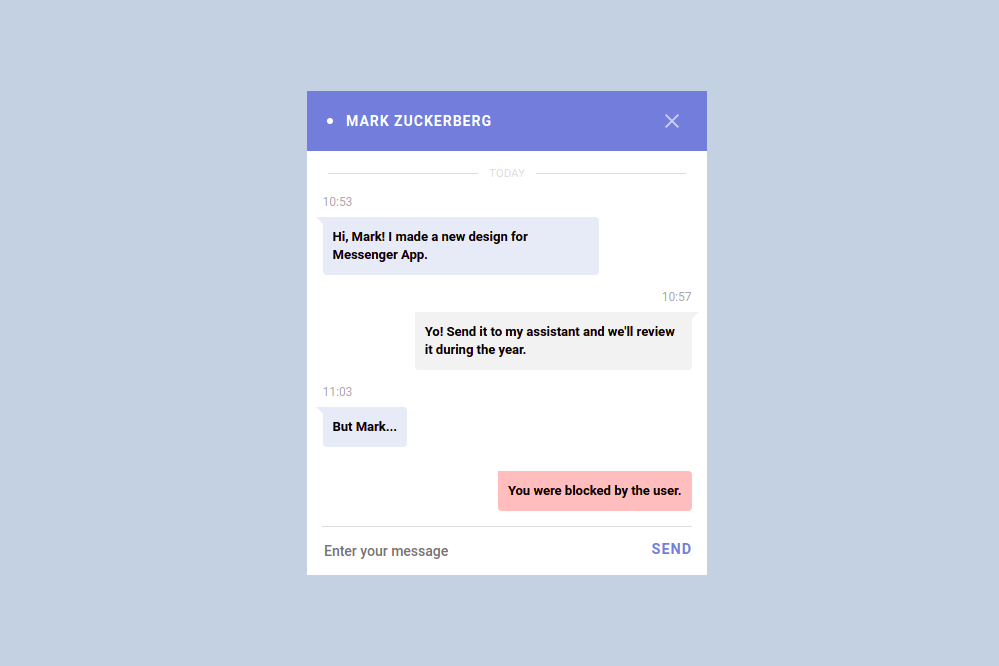 MARK ZUCKERBERG
TODAY
10:53
Hi, Mark! I made a new design for
Messenger App.
10:57
Yo! Send it to my assistant and we'll review
it during the year.
11:03
But Mark...
You were blocked by the user.
Enter your message
SEND